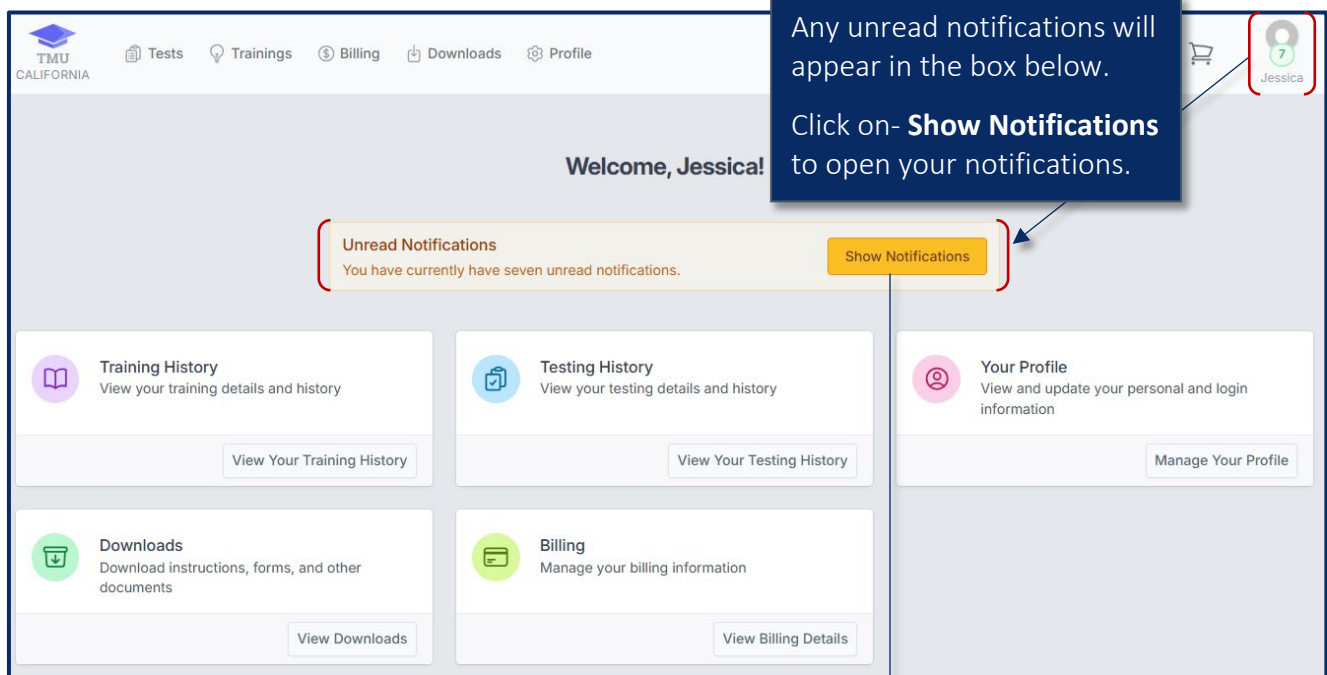 TMU
CALIFORNIA
Tests
Trainings
Billing
Downloads
Profile
7
Jessica
Any unread notifications will
appear in the box below.
Click on- Show Notifications
to open your notifications.
Welcome, Jessica!
Unread Notifications
You have currently have seven unread notifications.
Show Notifications
Training History
View your training details and history
View Your Training History
Testing History
View your testing details and history
View Your Testing History
Your Profile
View and update your personal and login
information
Manage Your Profile
Downloads
Download instructions, forms, and other
documents
View Downloads
Billing
Manage your billing information
View Billing Details